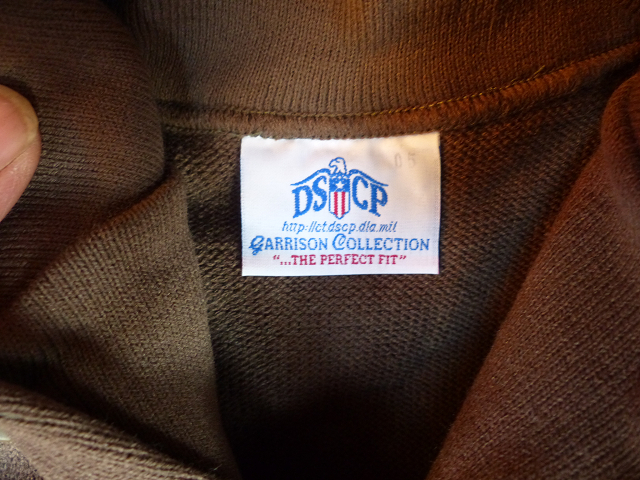 DSCP
http://ct.dscp.dla.mil
GARRISON COLLECTION
"...THE PERFECT FIT"